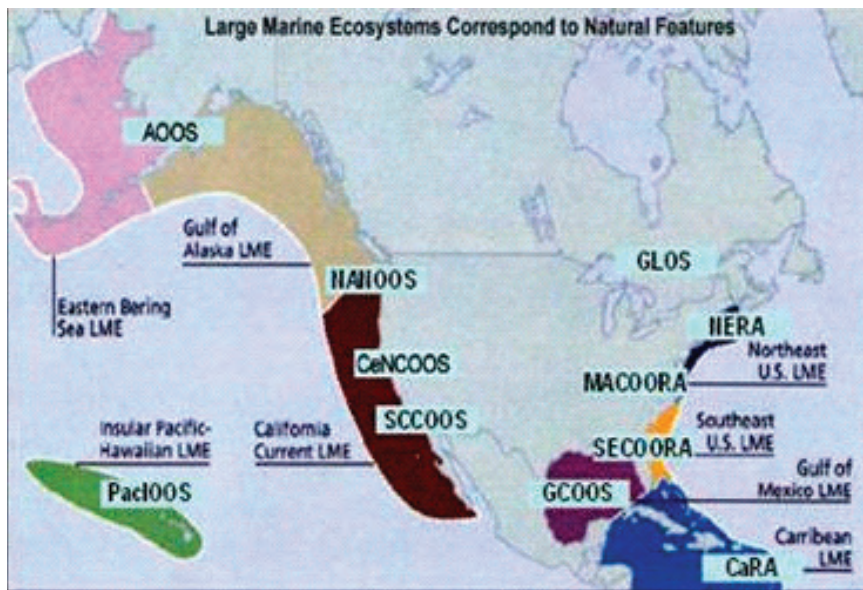 Large Marine Ecosystems Correspond to Natural Features
AOOS
Gulf of
Alaska LME
GLOS
NANOOS
Eastern Bering
Sea LME
NERA
Northeast
U.S. LME
CeNCOOS
MACOORA
SCCOOS
Insular Pacific-
Hawaiian LME
California
Current LME
Southeast
U.S. LME
SECOORA
PacIOOS
GCOOS
Gulf of
Mexico LME
Carribean
LME
CaRA